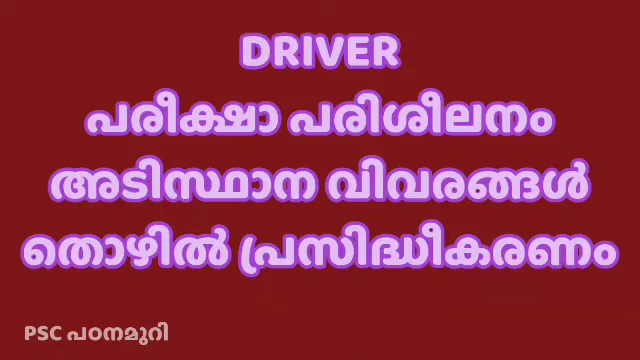 DRIVER
പരീക്ഷാ പരിശീലനം
അടിസ്ഥാന വിവരങ്ങൾ
തൊഴിൽ പ്രസിദ്ധീകരണം
PSC പഠനമുറി